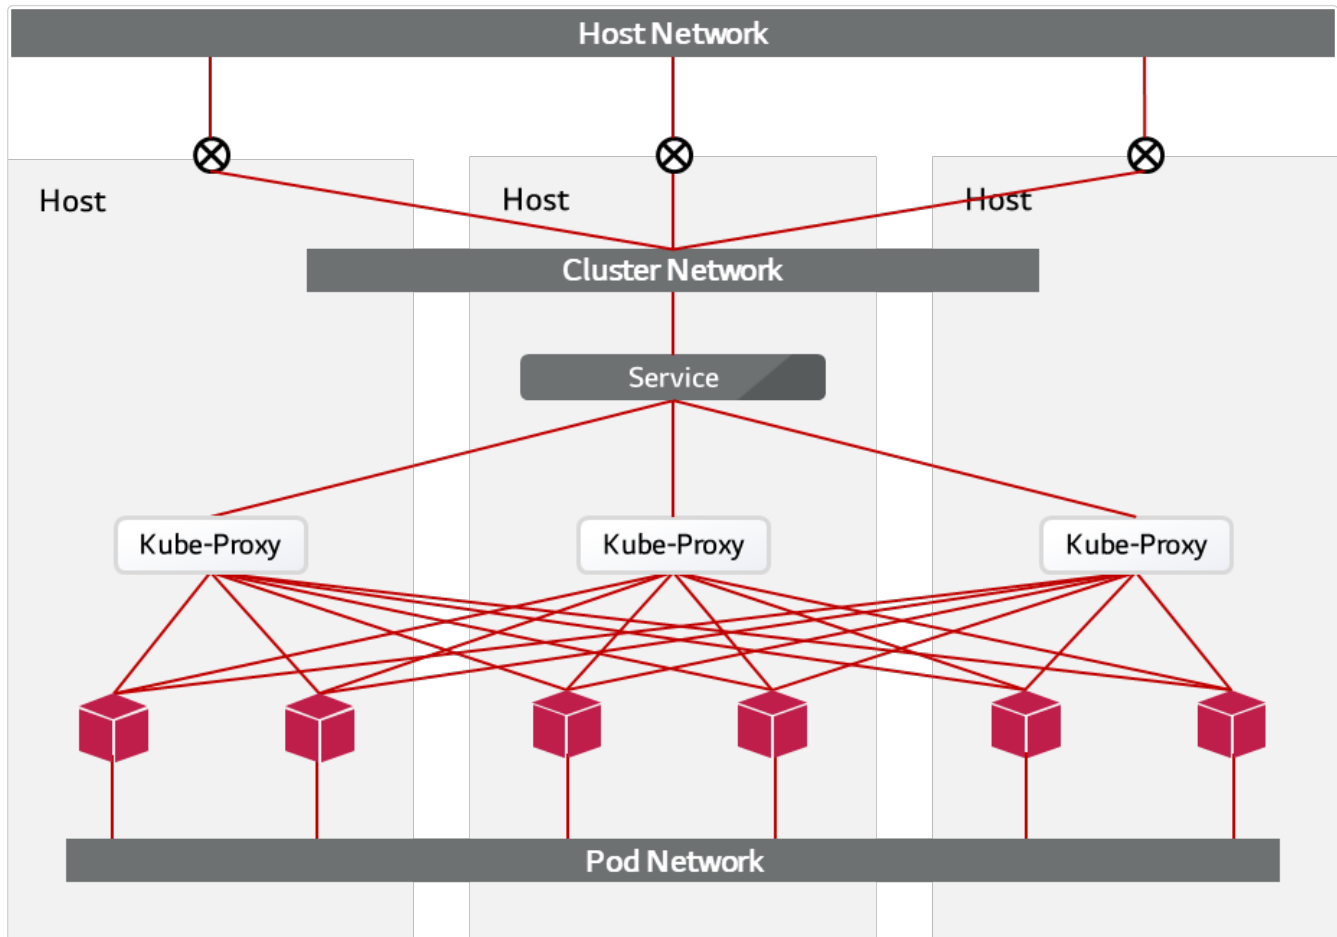 Host Network
Host
Host
Host
Cluster Network
Service
Kube-Proxy
Kube-Proxy
Kube-Proxy
Pod Network